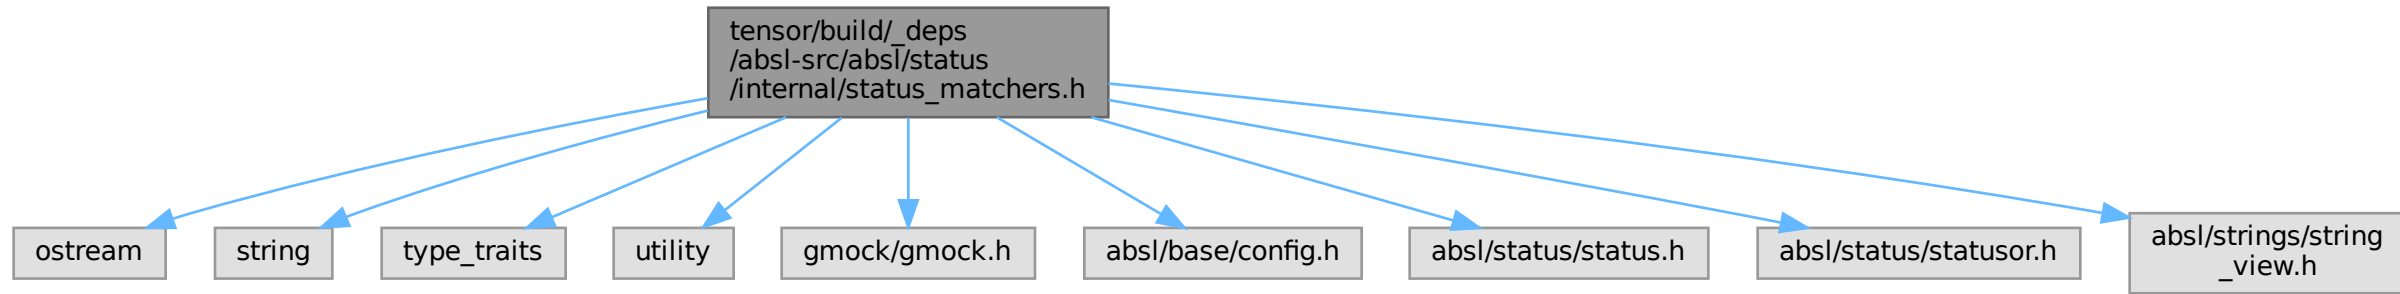 tensor/build/_deps
/absl-src/absl/status
/internal/status_matchers.h
ostream
string
type_traits
utility
gmock/gmock.h
absl/base/config.h
absl/status/status.h
absl/status/statusor.h
absl/strings/string
_view.h